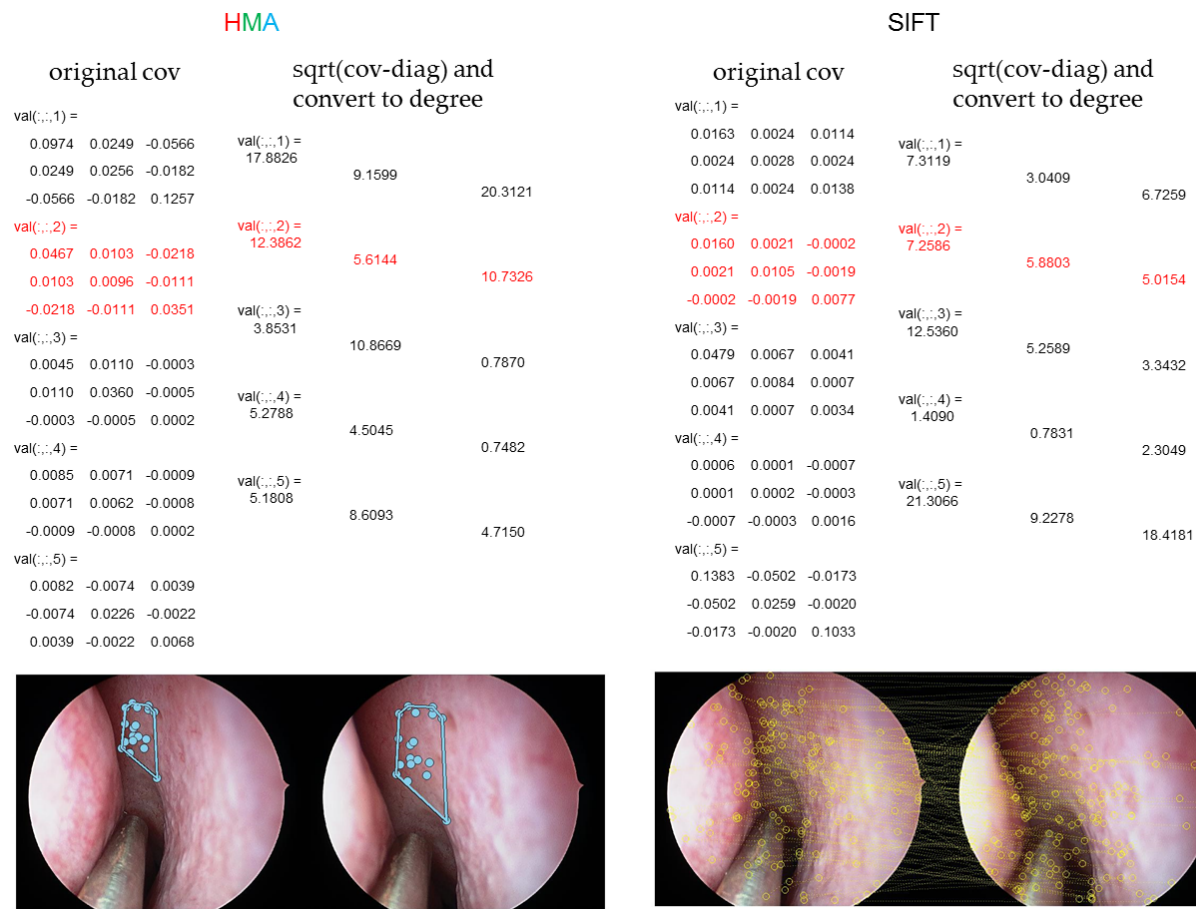 HMA
original cov
sqrt(cov-diag) and
convert to degree
val(:,:,1) =
0.0974 0.0249 -0.0566
0.0249 0.0256 -0.0182
-0.0566 -0.0182 0.1257
val(:,:,2) =
0.0467 0.0103 -0.0218
0.0103 0.0096 -0.0111
-0.0218 -0.0111 0.0351
val(:,:,3) =
0.0045 0.0110 -0.0003
0.0110 0.0360 -0.0005
-0.0003 -0.0005 0.0002
val(:,:,4) =
0.0085 0.0071 -0.0009
0.0071 0.0062 -0.0008
-0.0009 -0.0008 0.0002
val(:,:,5) =
0.0082 -0.0074 0.0039
-0.0074 0.0226 -0.0022
0.0039 -0.0022 0.0068
val(:,:,1) =
17.8826
9.1599
20.3121
val(:,:,2) =
12.3862
5.6144
10.7326
val(:,:,3) =
3.8531
10.8669
0.7870
val(:,:,4) =
5.2788
4.5045
0.7482
val(:,:,5) =
5.1808
8.6093
4.7150
SIFT
original cov
sqrt(cov-diag) and
convert to degree
val(:,:,1) =
0.0163 0.0024 0.0114
0.0024 0.0028 0.0024
0.0114 0.0024 0.0138
val(:,:,2) =
0.0160 0.0021 -0.0002
0.0021 0.0105 -0.0019
-0.0002 -0.0019 0.0077
val(:,:,3) =
0.0479 0.0067 0.0041
0.0067 0.0084 0.0007
0.0041 0.0007 0.0034
val(:,:,4) =
0.0006 0.0001 -0.0007
0.0001 0.0002 -0.0003
-0.0007 -0.0003 0.0016
val(:,:,5) =
0.1383 -0.0502 -0.0173
-0.0502 0.0259 -0.0020
-0.0173 -0.0020 0.1033
val(:,:,1) =
7.3119
3.0409
6.7259
val(:,:,2) =
7.2586
5.8803
5.0154
val(:,:,3) =
12.5360
5.2589
3.3432
val(:,:,4) =
1.4090
0.7831
2.3049
val(:,:,5) =
21.3066
9.2278
18.4181